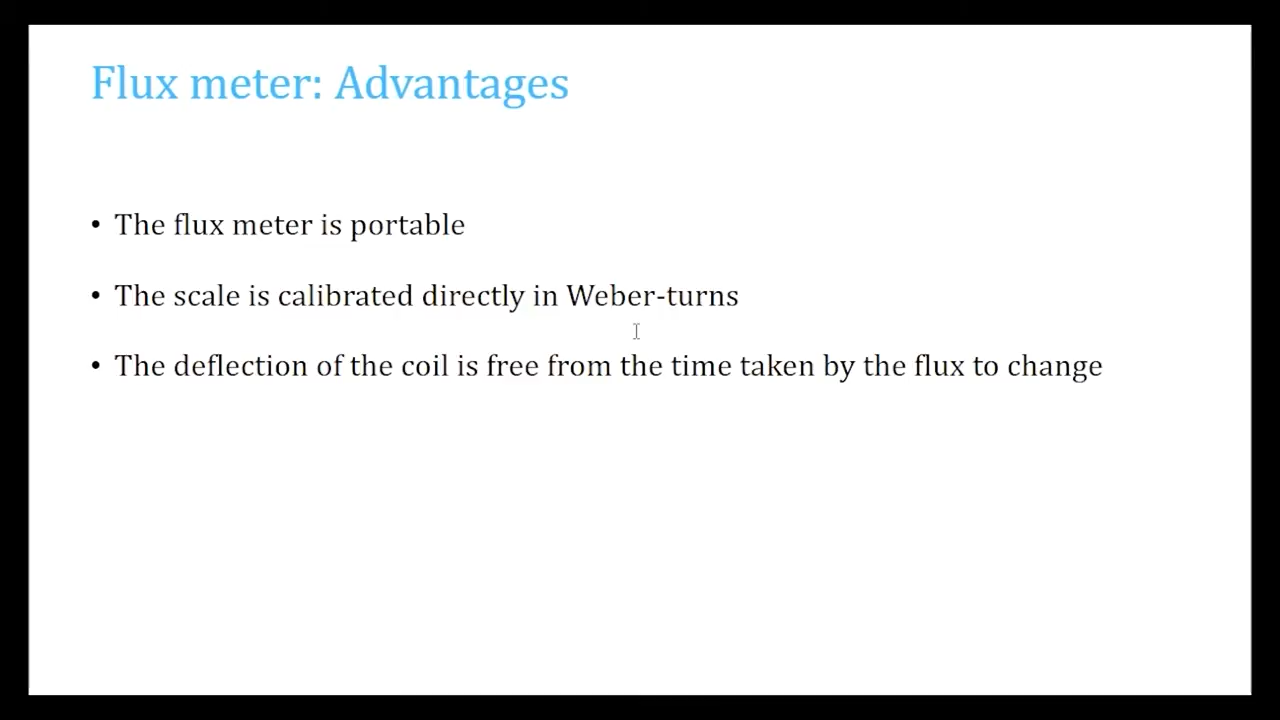 Flux meter: Advantages
• The flux meter is portable
• The scale is calibrated directly in Weber-turns
• The deflection of the coil is free from the time taken by the flux to change